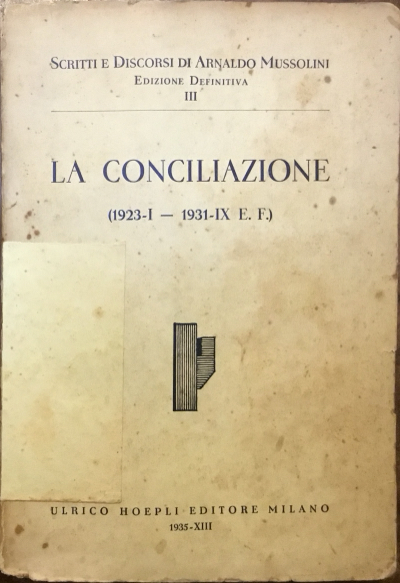 SCRITTI E DISCORSI DI ARNALDO MUSSOLINI
EDIZIONE DEFINITIVA
III
LA CONCILIAZIONE
(1923-I — 1931-IX E. F.)
ULRICO HOEPLI EDITORE MILANO
1935-XIII